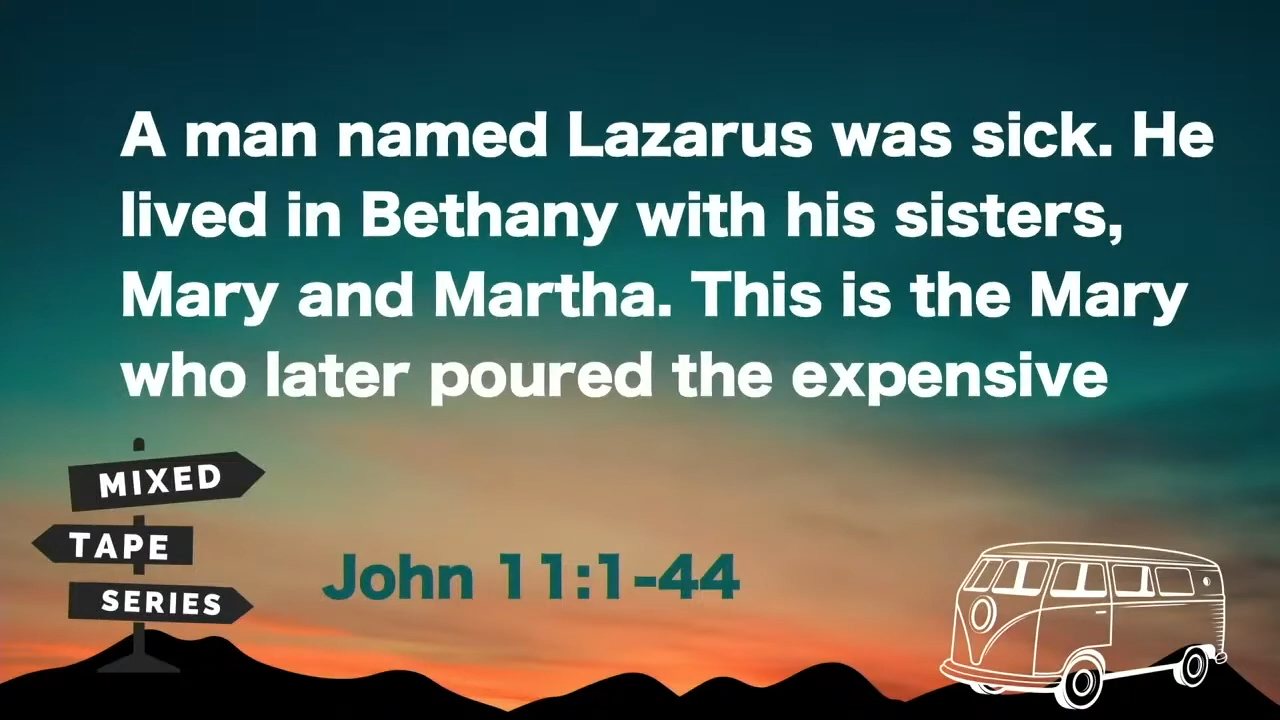 A man named Lazarus was sick. He
lived in Bethany with his sisters,
Mary and Martha. This is the Mary
who later poured the expensive
MIXED
TAPE
SERIES
John 11:1-44